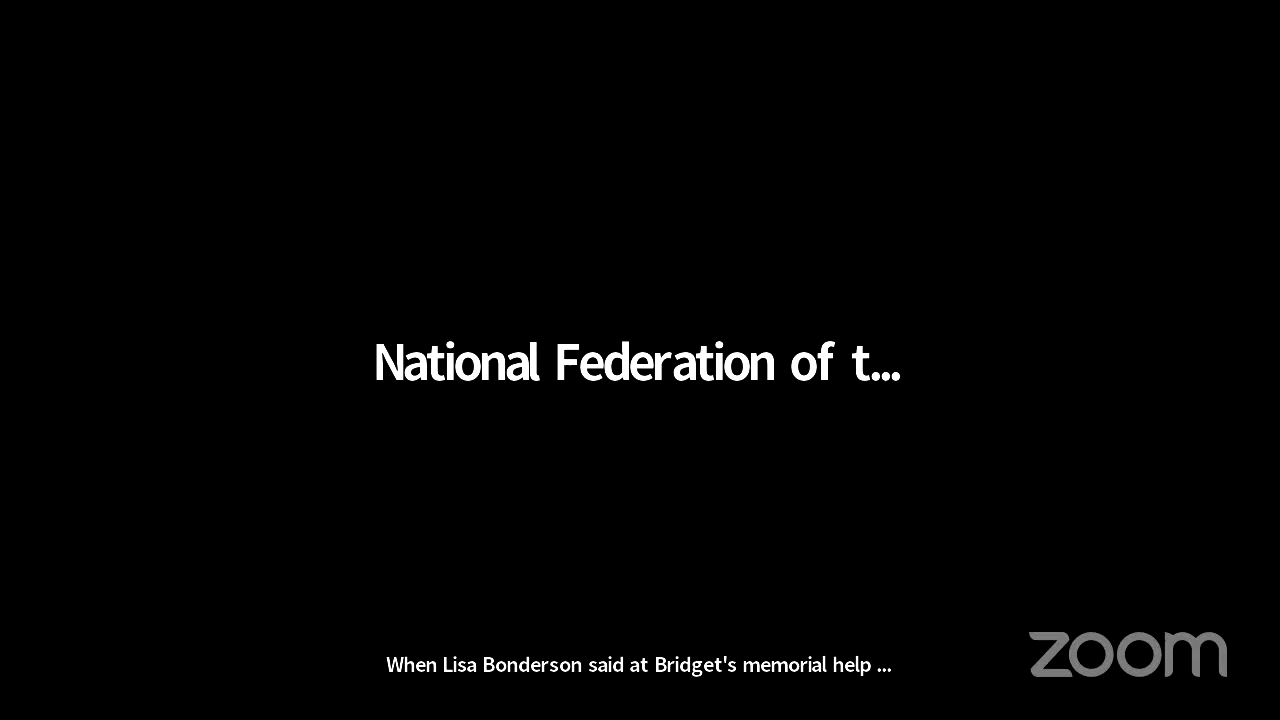 National Federation of t...
When Lisa Bonderson said at Bridget's memorial help ...
zoom